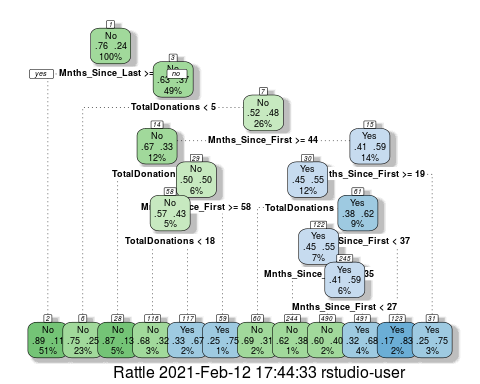 1
No
.76 .24
100%
yes
Mnths_Since_Last >=
no
3
No
.63 .37
49%
7
No
.52 .48
26%
TotalDonations < 5
14
No
.67 .33
12%
Mnths_Since_First >= 44
15
Yes
.41 .59
14%
TotalDonation
29
No
.50 .50
6%
30
Yes
.45 .55
12%
ths_Since_First >= 19
58
No
.57 .43
5%
ce_First >= 58
TotalDonations
61
Yes
.38 .62
9%
TotalDonations < 18
122
Yes
.45 .55
7%
Since_First < 37
Mnths_Sinc
245
Yes
.41 .59
6%
35
Mnths_Since_First < 27
2 6 28 116 117 59 60 244 490 491 123 31
No No No No Yes Yes No No No Yes Yes Yes
.89 .11 .75 .25 .87 .13 .68 .32 .33 .67 .25 .75 .69 .31 .62 .38 .60 .40 .32 .68 .17 .83 .25 .75
51% 23% 5% 3% 2% 1% 2% 1% 2% 4% 2% 3%
Rattle 2021-Feb-12 17:44:33 rstudio-user